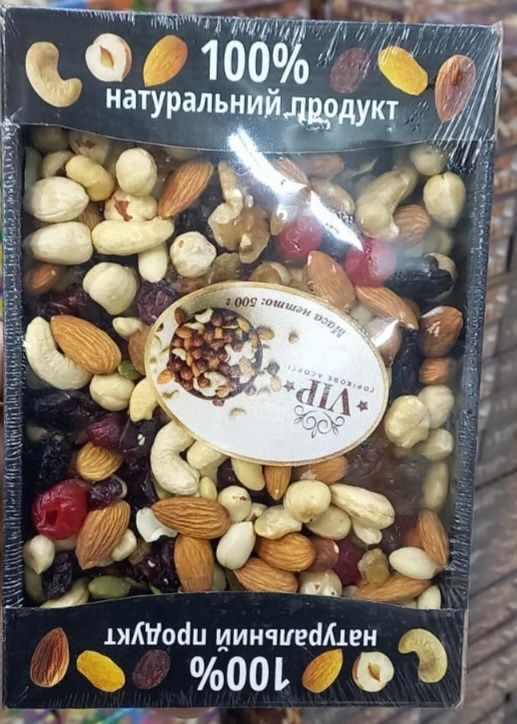 100%
натуральний продукт
Маса нетто: 500 г
VIP
ГОРІХОВЕ АСОРТІ
100%
натуральний продукт